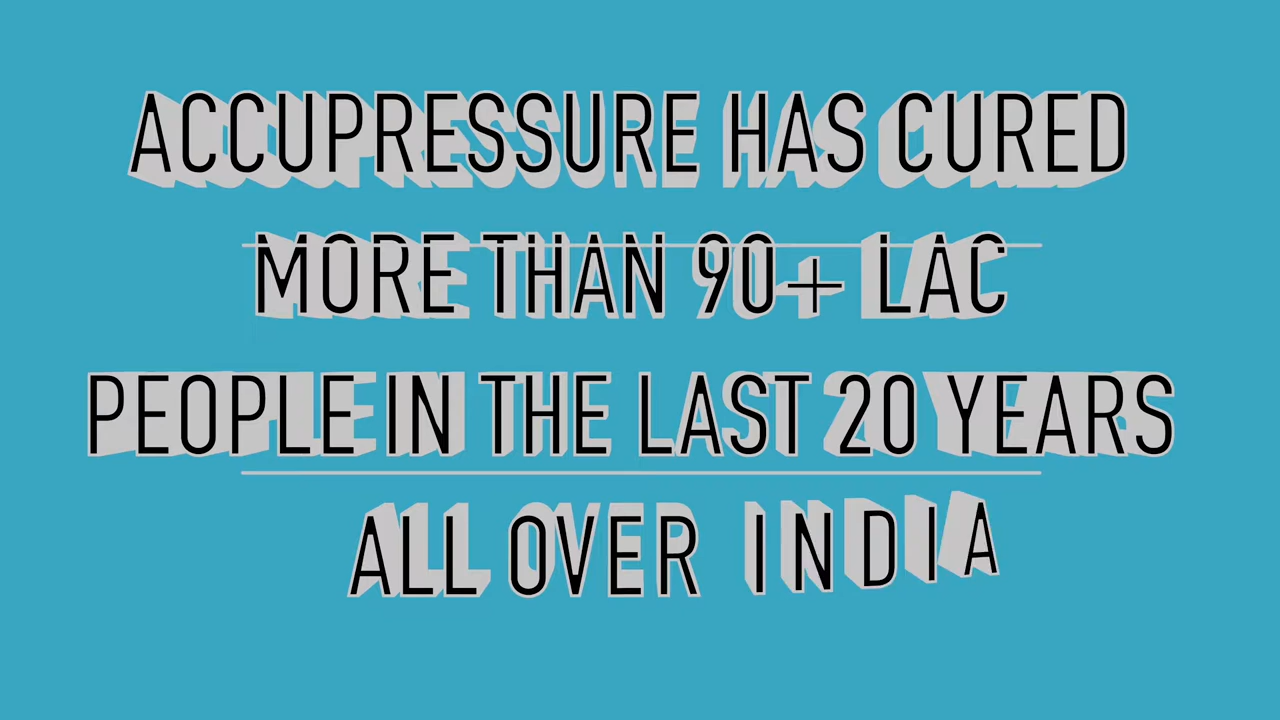 ACCUPRESSURE HAS CURED
MORE THAN 90+ LAC
PEOPLE IN THE LAST 20 YEARS
ALL OVER INDIA